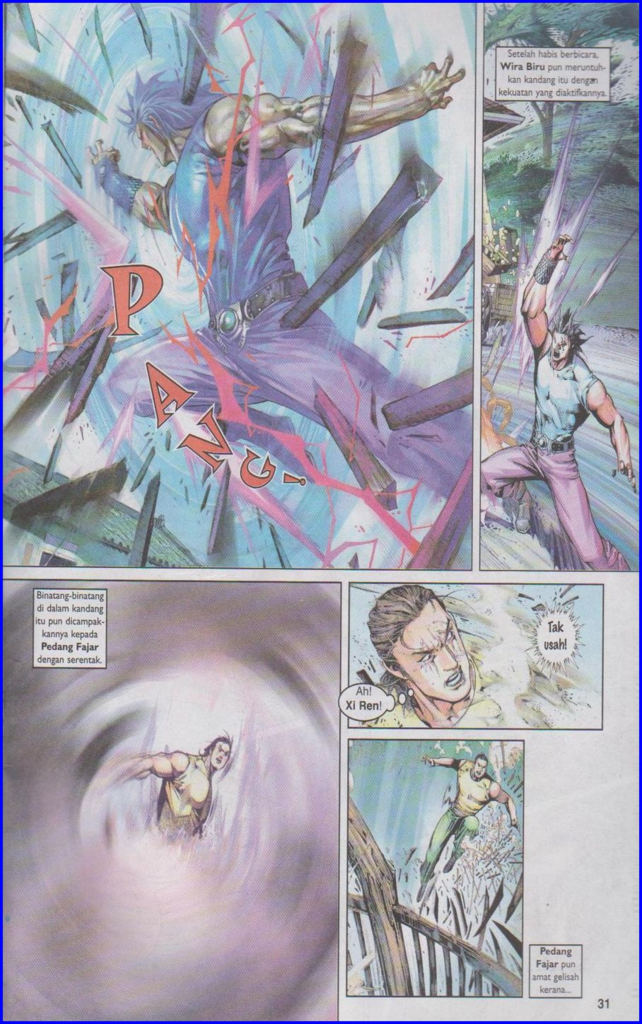 PANG!
Setelah habis berbicara,
Wira Biru pun meruntuh-
kan kandang itu dengan
kekuatan yang diaktifkannya.
Binatang-binatang
di dalam kandang
itu pun dicampak-
kannya kepada
Pedang Fajar
dengan serentak.
Tak
usah!
Ah!
Xi Ren!
Pedang
Fajar pun
amat gelisah
kerana...
31